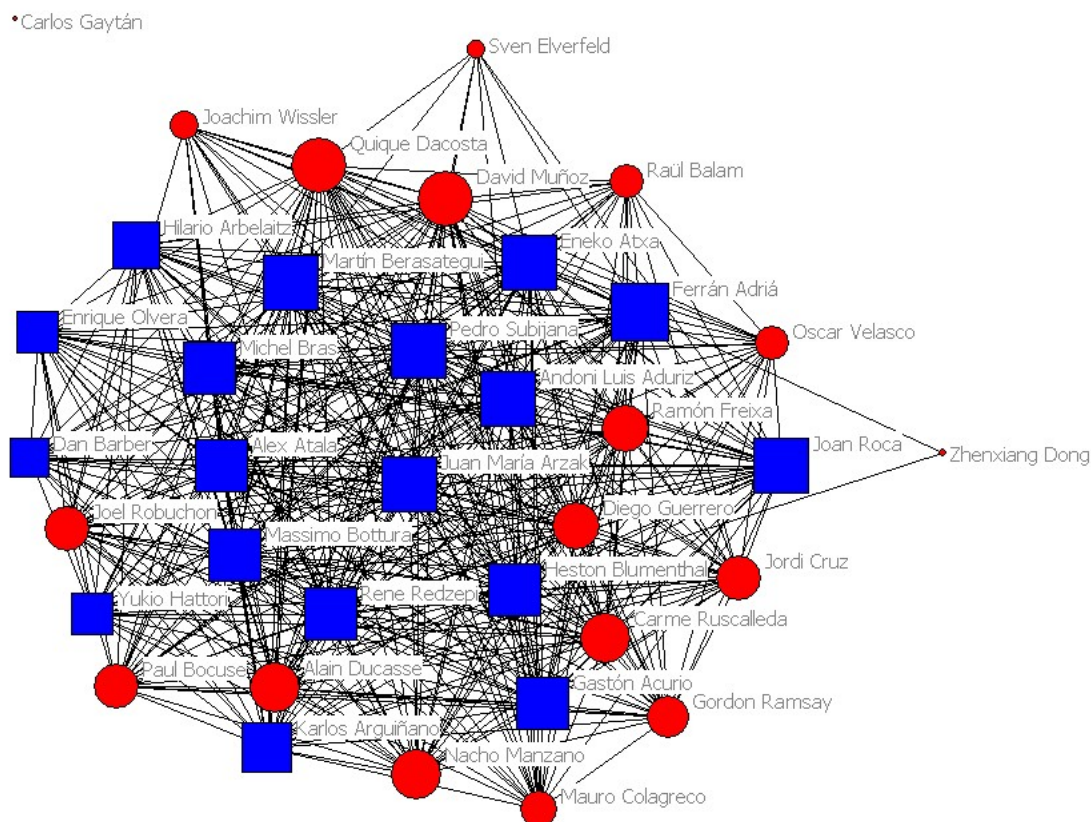 Carlos Gaytán
Sven Elverfeld
Joachim Wissler
Quique Dacosta
David Muñoz
Raül Balam
Hilario Arbelaitz
Eneko Atxa
Martín Berasategui
Ferrán Adriá
Enrique Olvera
Pedro Subijana
Oscar Velasco
Michel Bras
Andoni Luis Aduriz
Ramón Freixa
Dan Barber
Alex Atala
Joan Roca
Zhenxiang Dong
Juan María Arzak
Joel Robuchon
Diego Guerrero
Massimo Bottura
Jordi Cruz
Heston Blumenthal
Yukio Hattori
Rene Redzepi
Carme Ruscalleda
Paul Bocuse
Alain Ducasse
Gastón Acurio
Gordon Ramsay
Karlos Arguiñano
Nacho Manzano
Mauro Colagreco